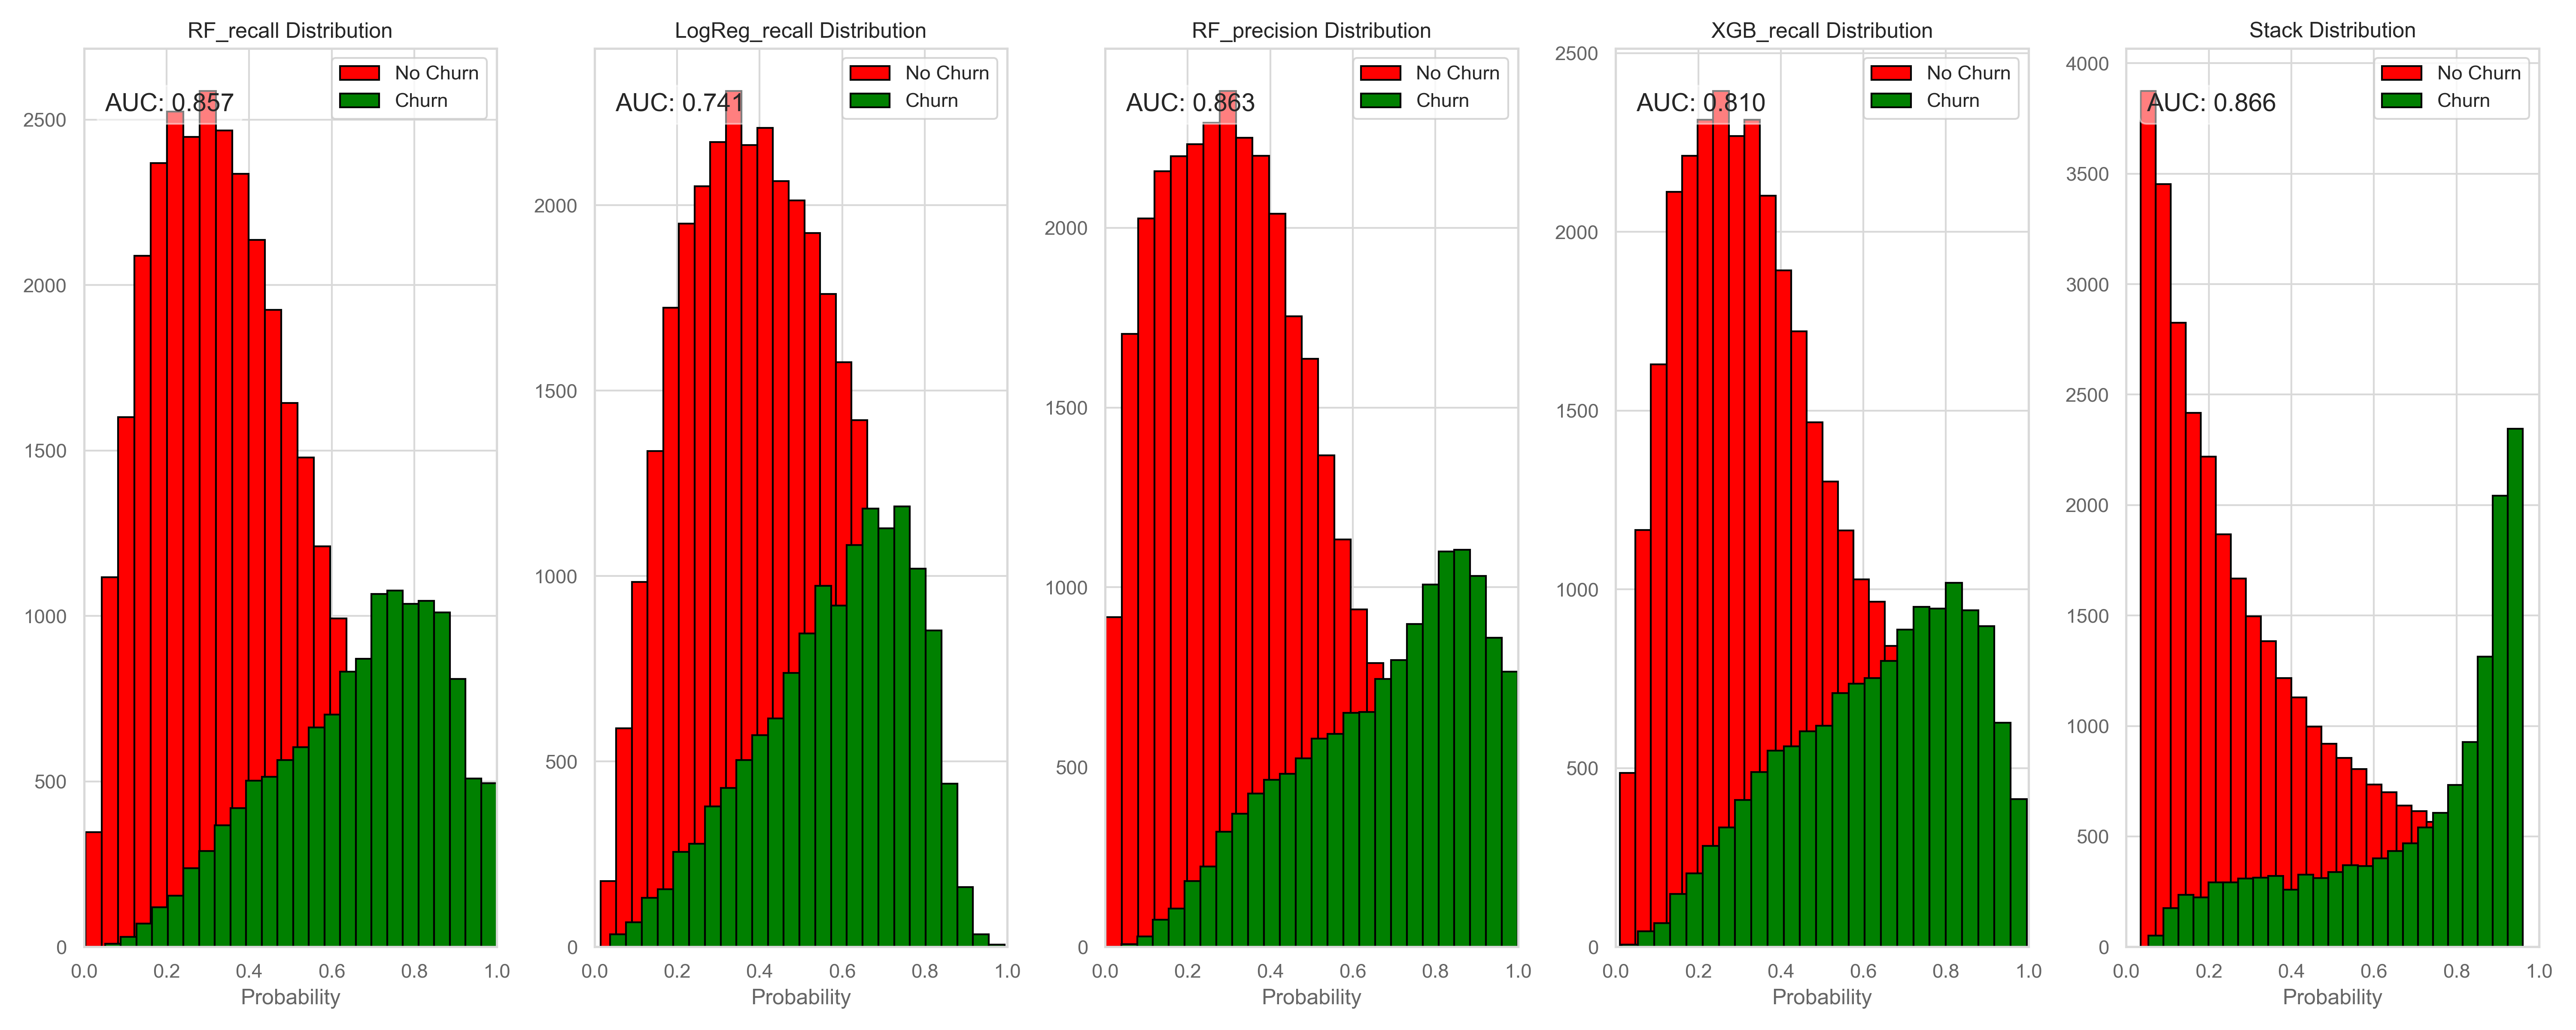 RF_recall Distribution
No Churn
Churn
AUC: 0.857
2500
2000
1500
1000
500
0
0.0 0.2 0.4 0.6 0.8 1.0
Probability
LogReg_recall Distribution
No Churn
Churn
AUC: 0.741
2000
1500
1000
500
0
0.0 0.2 0.4 0.6 0.8 1.0
Probability
RF_precision Distribution
No Churn
Churn
AUC: 0.863
2000
1500
1000
500
0
0.0 0.2 0.4 0.6 0.8 1.0
Probability
XGB_recall Distribution
No Churn
Churn
AUC: 0.810
2500
2000
1500
1000
500
0
0.0 0.2 0.4 0.6 0.8 1.0
Probability
Stack Distribution
No Churn
Churn
AUC: 0.866
4000
3500
3000
2500
2000
1500
1000
500
0
0.0 0.2 0.4 0.6 0.8 1.0
Probability